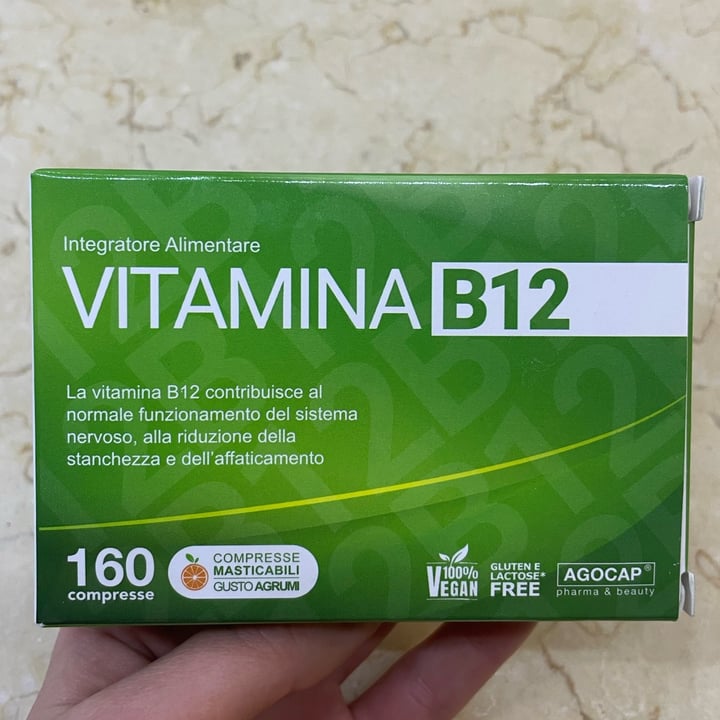 Integratore Alimentare
VITAMINA B12
La vitamina B12 contribuisce al
normale funzionamento del sistema
nervoso, alla riduzione della
stanchezza e dell'affaticamento
160
compresse
COMPRESSE
MASTICABILI
GUSTO AGRUMI
100%
VEGAN
GLUTEN E
LACTOSE*
FREE
AGOCAP®
pharma & beauty